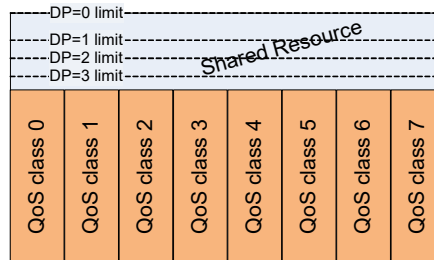 DP=0 limit
DP=1 limit
DP=2 limit
DP=3 limit
Shared Resource
QoS class 0
QoS class 1
QoS class 2
QoS class 3
QoS class 4
QoS class 5
QoS class 6
QoS class 7